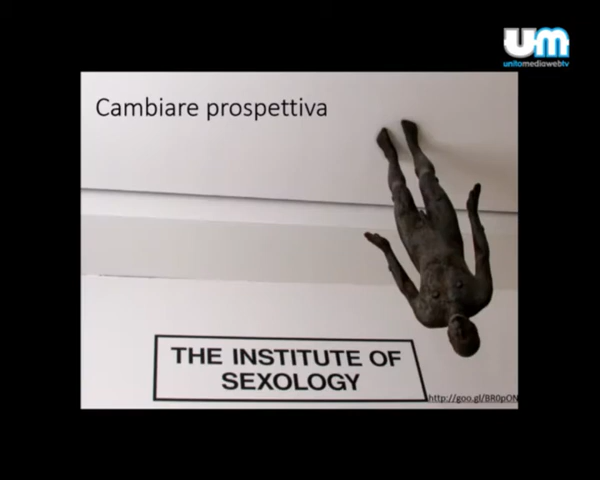 um
unitomediawebtv
Cambiare prospettiva
THE INSTITUTE OF
SEXOLOGY
http://goo.gl/BR0pON